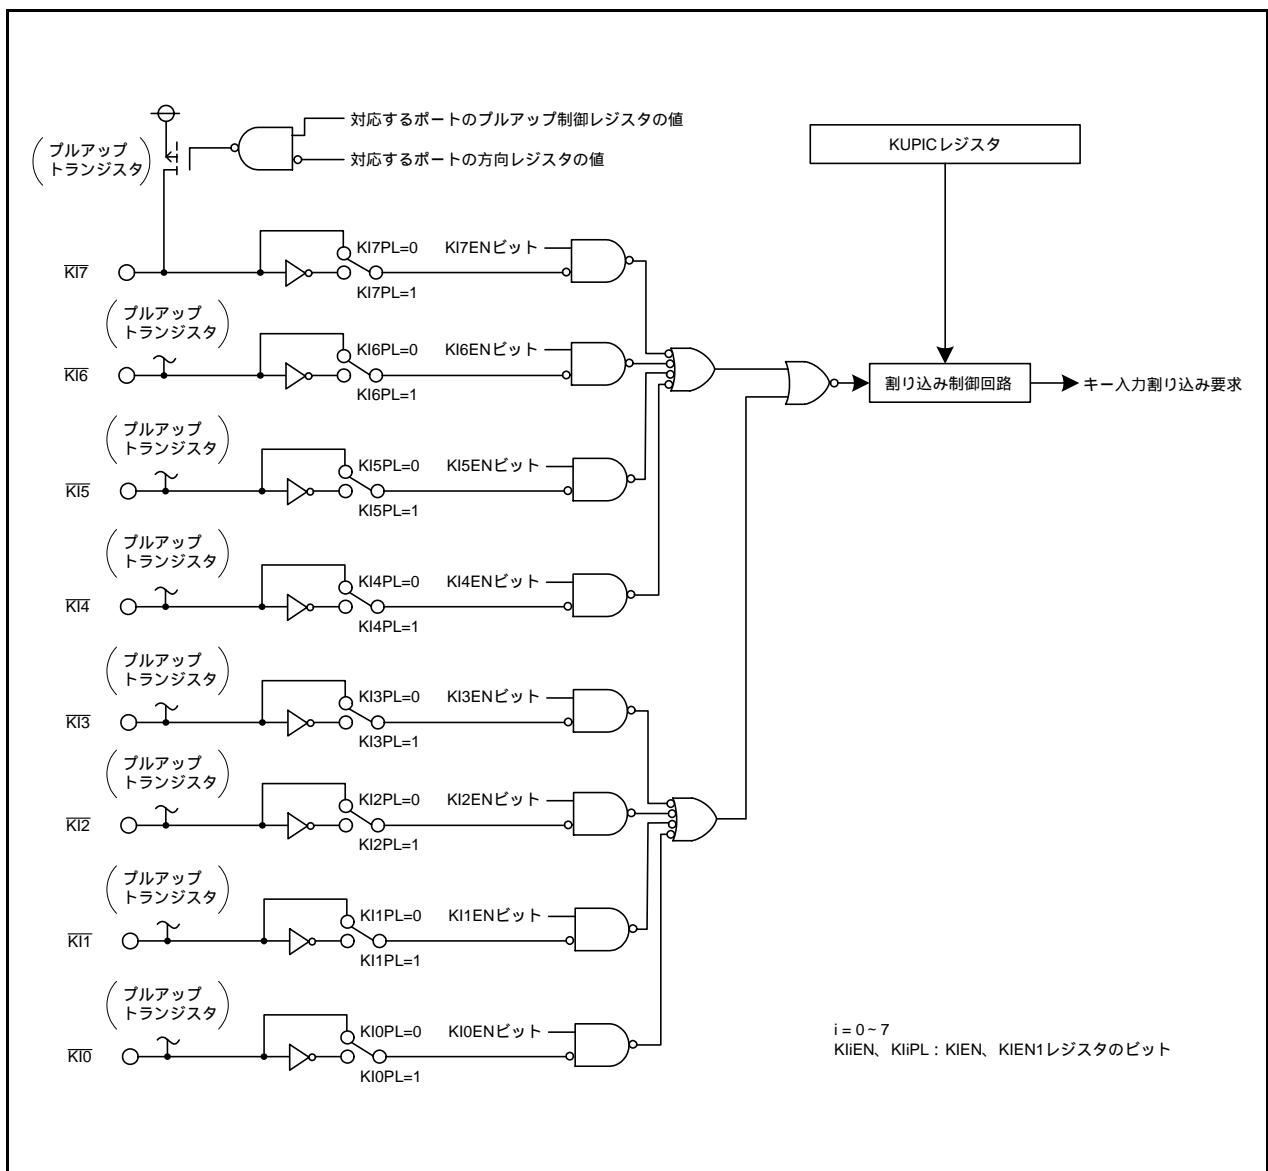 対応するポートのプルアップ制御レジスタの値
プルアップ
トランジスタ
対応するポートの方向レジスタの値
KUPICレジスタ
KI7
KI7PL=0
KI7ENビット
KI7PL=1
プルアップ
トランジスタ
KI6
KI6PL=0
KI6ENビット
KI6PL=1
割り込み制御回路
キー入力割り込み要求
プルアップ
トランジスタ
KI5
KI5PL=0
KI5ENビット
KI5PL=1
プルアップ
トランジスタ
KI4
KI4PL=0
KI4ENビット
KI4PL=1
プルアップ
トランジスタ
KI3
KI3PL=0
KI3ENビット
KI3PL=1
プルアップ
トランジスタ
KI2
KI2PL=0
KI2ENビット
KI2PL=1
プルアップ
トランジスタ
KI1
KI1PL=0
KI1ENビット
KI1PL=1
プルアップ
トランジスタ
KI0
KI0PL=0
KI0ENビット
KI0PL=1
i = 0~7
KIiEN、KIiPL : KIEN、KIEN1レジスタのビット